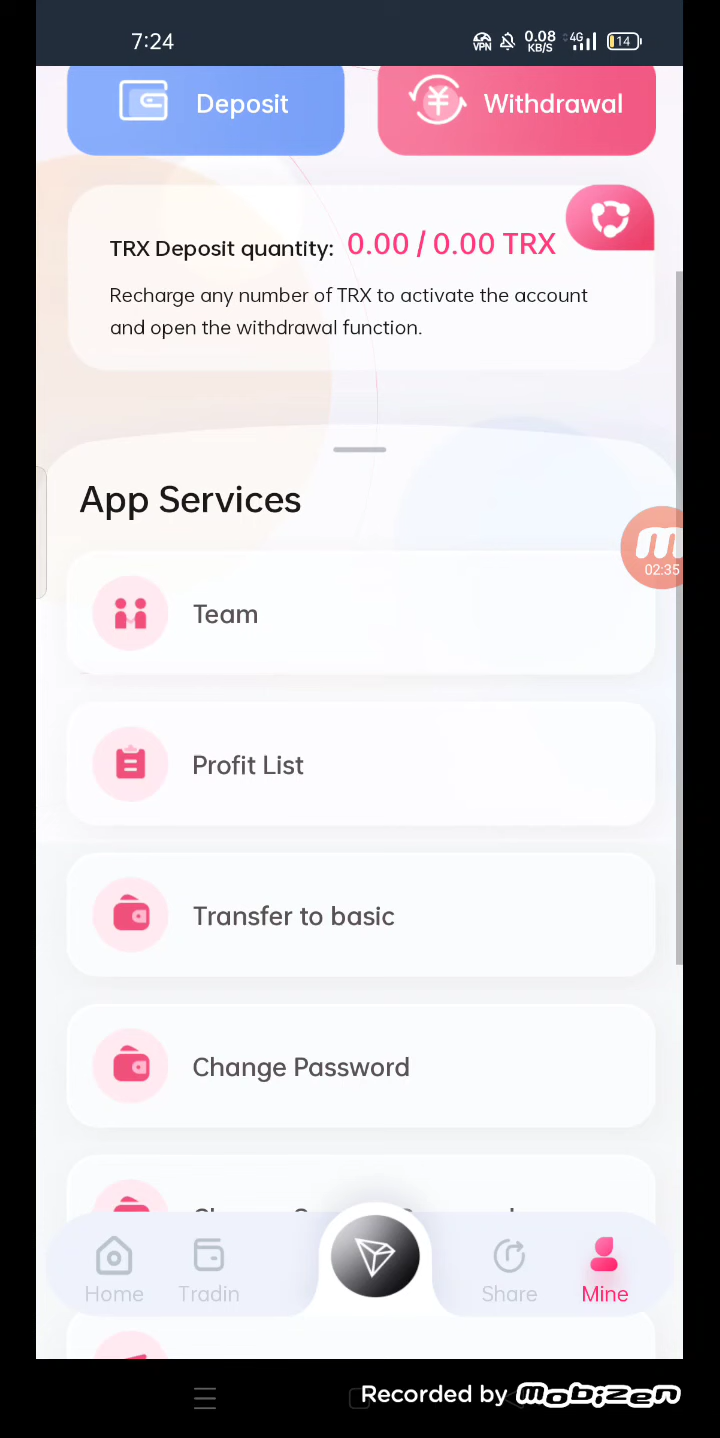 7:24
VPN 0.08 KB/S 4G 14
Deposit
Withdrawal
TRX Deposit quantity: 0.00 / 0.00 TRX
Recharge any number of TRX to activate the account
and open the withdrawal function.
App Services
02:35
Team
Profit List
Transfer to basic
Change Password
Home
Tradin
Share
Mine
Recorded by mobizen